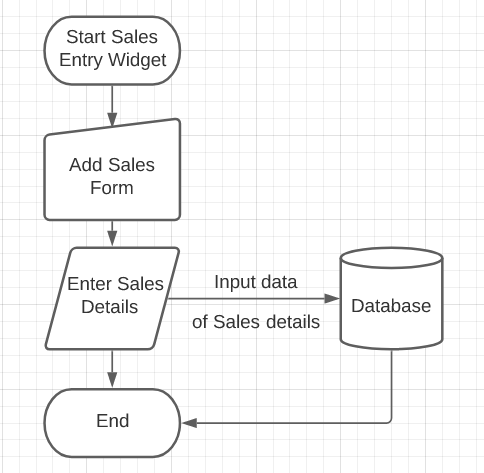 Start Sales
Entry Widget
Add Sales
Form
Enter Sales
Details
Input data
of Sales details
Database
End